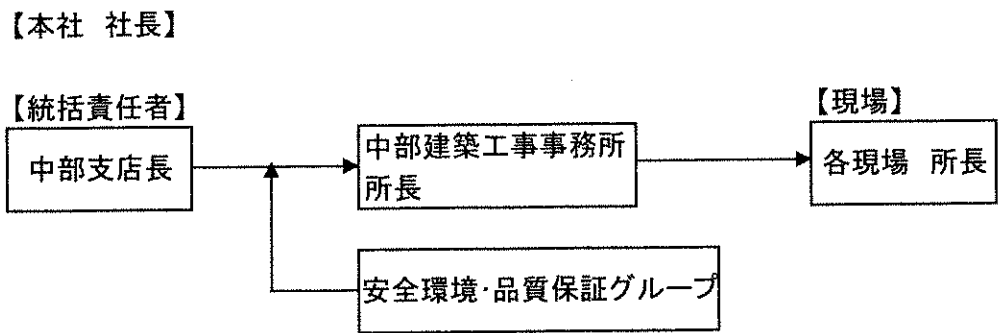 【本社 社長】
【統括責任者】
【現場】
中部支店長
中部建築工事事務所
所長
各現場 所長
安全環境・品質保証グループ